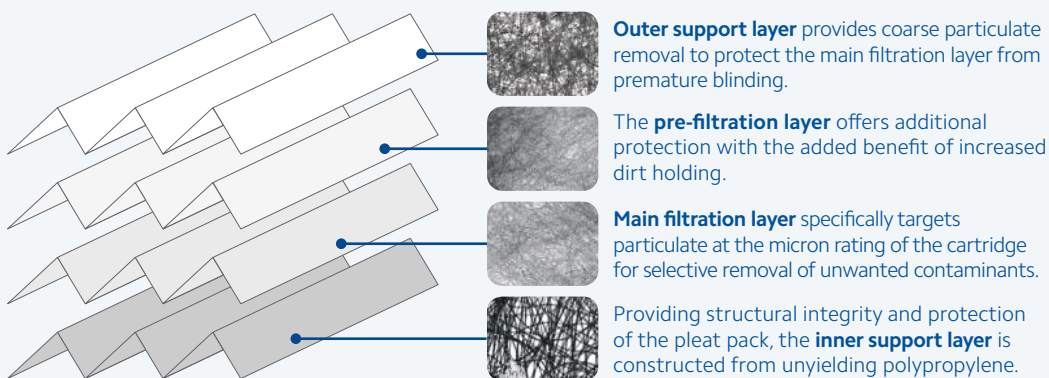 Outer support layer provides coarse particulate
removal to protect the main filtration layer from
premature blinding.
The pre-filtration layer offers additional
protection with the added benefit of increased
dirt holding.
Main filtration layer specifically targets
particulate at the micron rating of the cartridge
for selective removal of unwanted contaminants.
Providing structural integrity and protection
of the pleat pack, the inner support layer is
constructed from unyielding polypropylene.